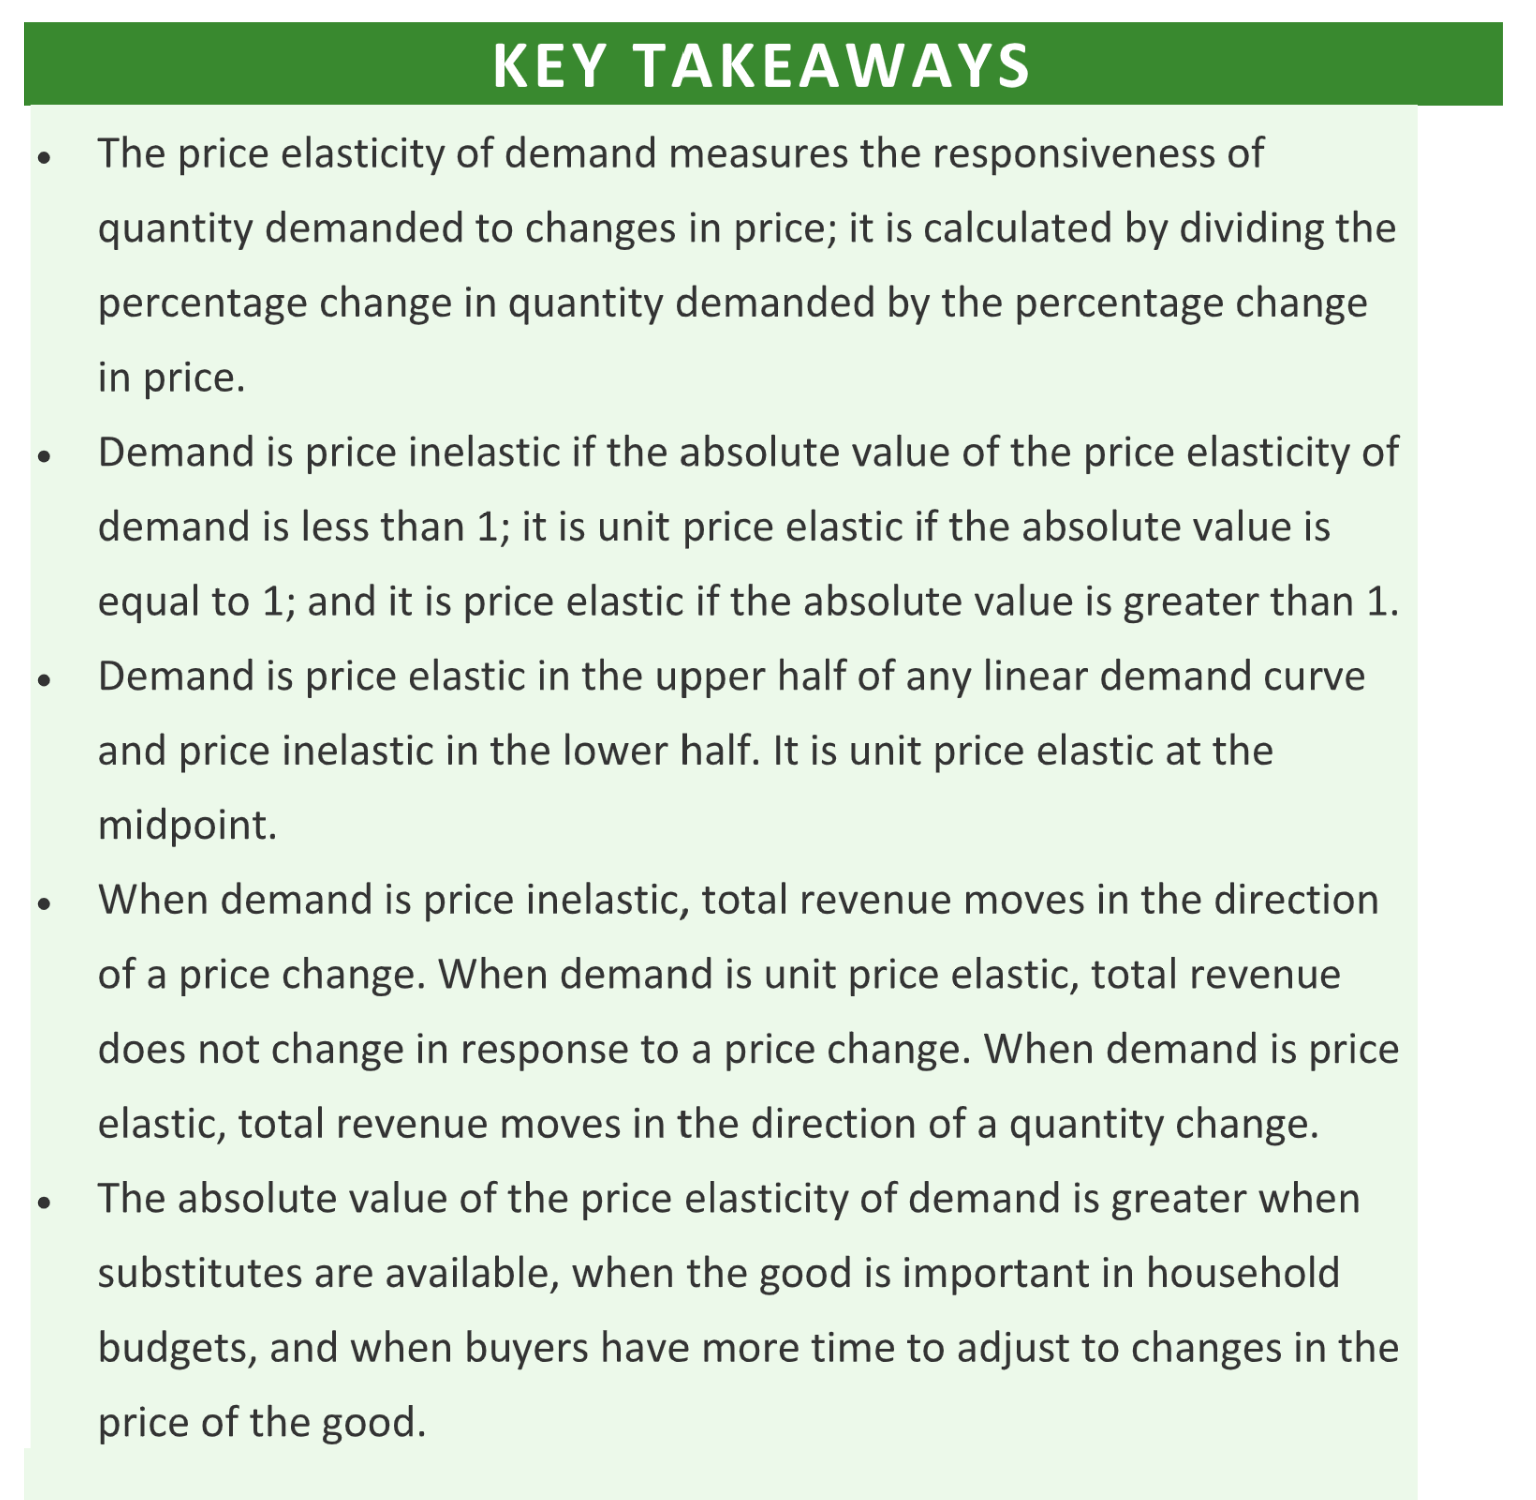 KEY TAKEAWAYS
• The price elasticity of demand measures the responsiveness of
quantity demanded to changes in price; it is calculated by dividing the
percentage change in quantity demanded by the percentage change
in price.
• Demand is price inelastic if the absolute value of the price elasticity of
demand is less than 1; it is unit price elastic if the absolute value is
equal to 1; and it is price elastic if the absolute value is greater than 1.
• Demand is price elastic in the upper half of any linear demand curve
and price inelastic in the lower half. It is unit price elastic at the
midpoint.
• When demand is price inelastic, total revenue moves in the direction
of a price change. When demand is unit price elastic, total revenue
does not change in response to a price change. When demand is price
elastic, total revenue moves in the direction of a quantity change.
• The absolute value of the price elasticity of demand is greater when
substitutes are available, when the good is important in household
budgets, and when buyers have more time to adjust to changes in the
price of the good.